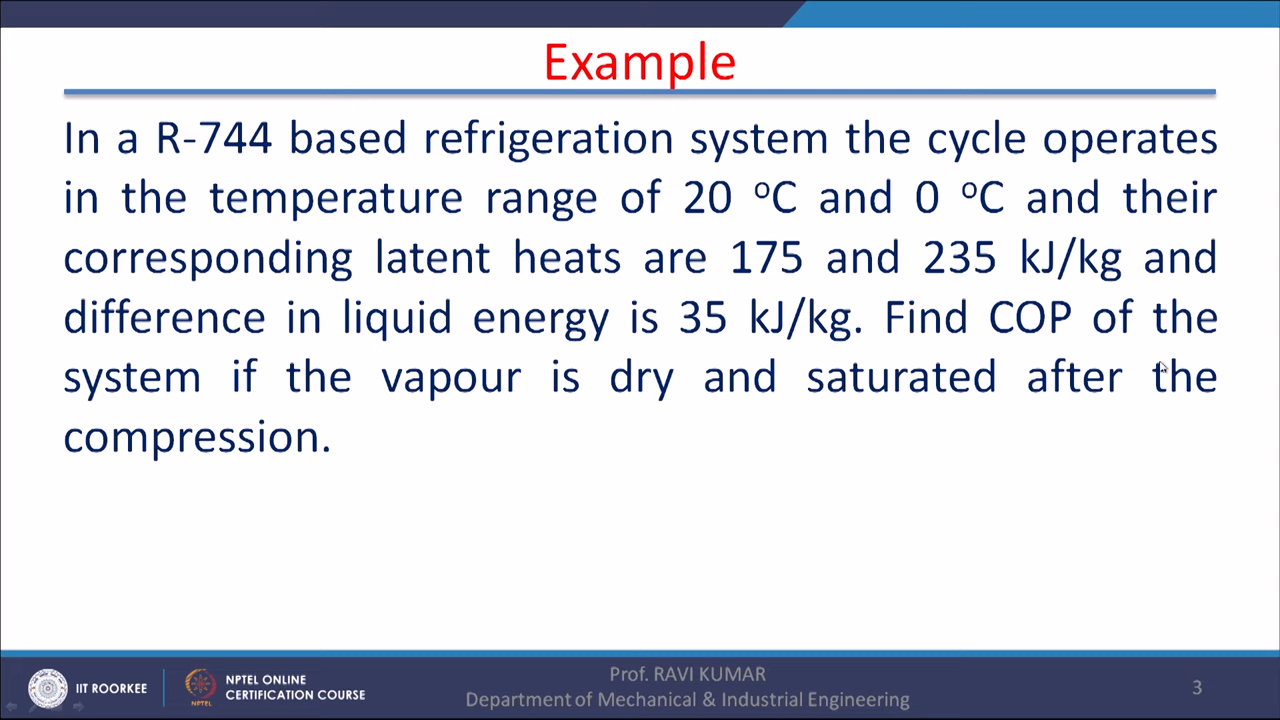 Example
In a R-744 based refrigeration system the cycle operates
in the temperature range of 20 ºC and 0 ºC and their
corresponding latent heats are 175 and 235 kJ/kg and
difference in liquid energy is 35 kJ/kg. Find COP of the
system if the vapour is dry and saturated after the
compression.
IIT ROORKEE
NPTEL ONLINE
CERTIFICATION COURSE
NPTEL
Prof. RAVI KUMAR
Department of Mechanical & Industrial Engineering
3